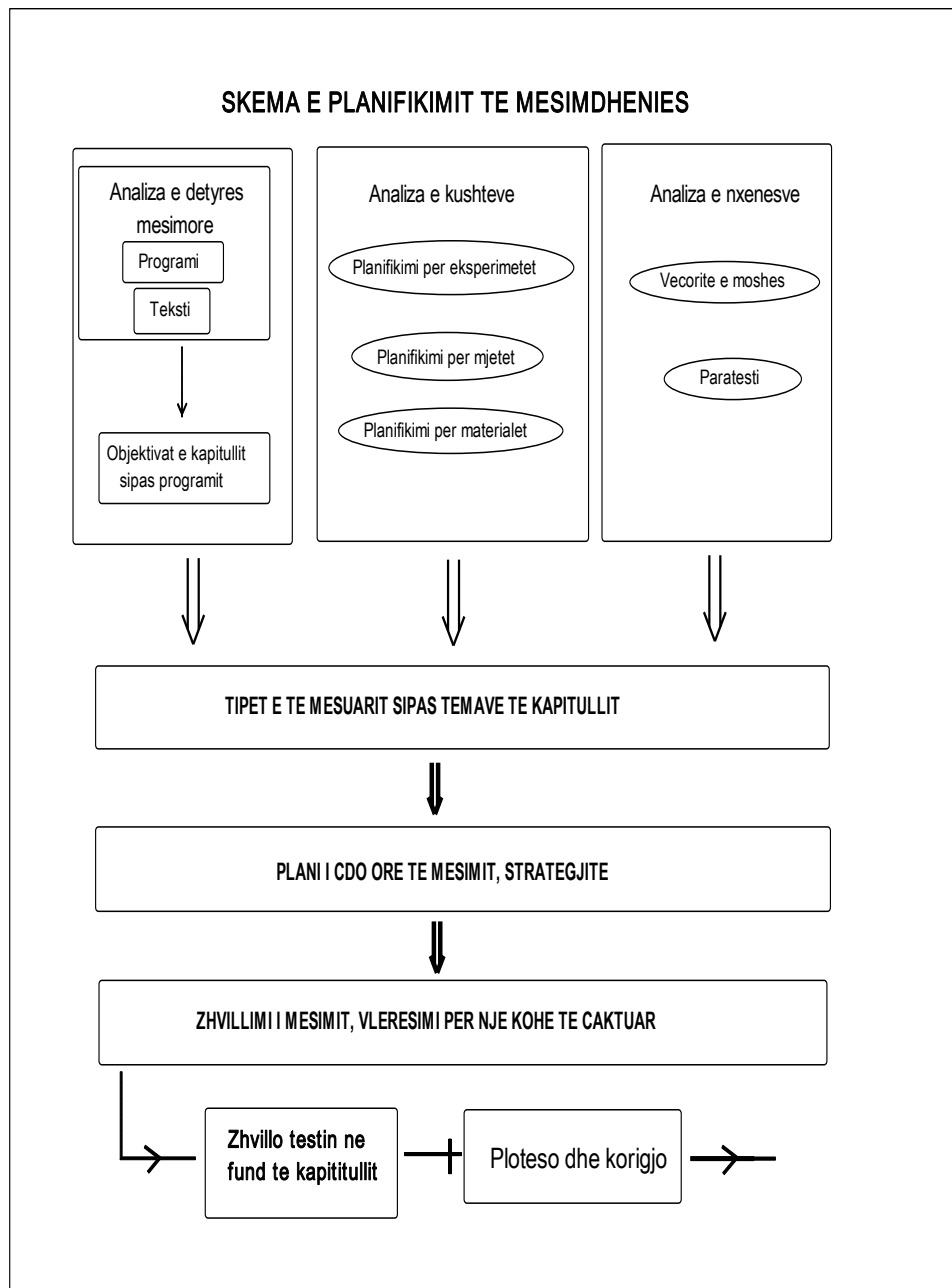 SKEMA E PLANIFIKIMIT TE MESIMDHENIES
Analiza e detyres
mesimore
Programi
Teksti
Objektivat e kapitullit
sipas programit
Analiza e kushteve
Planifikimi per eksperimetet
Planifikimi per mjetet
Planifikimi per materialet
Analiza e nxenesve
Vecorite e moshes
Paratesti
TIPET E TE MESUARIT SIPAS TEMAVE TE KAPITULLIT
PLANI I CDO ORE TE MESIMIT, STRATEGJITE
ZHVILLIMI I MESIMIT, VLERESIMI PER NJE KOHE TE CAKTUAR
Zhvillo testin ne
fund te kapititullit
Ploteso dhe korigjo